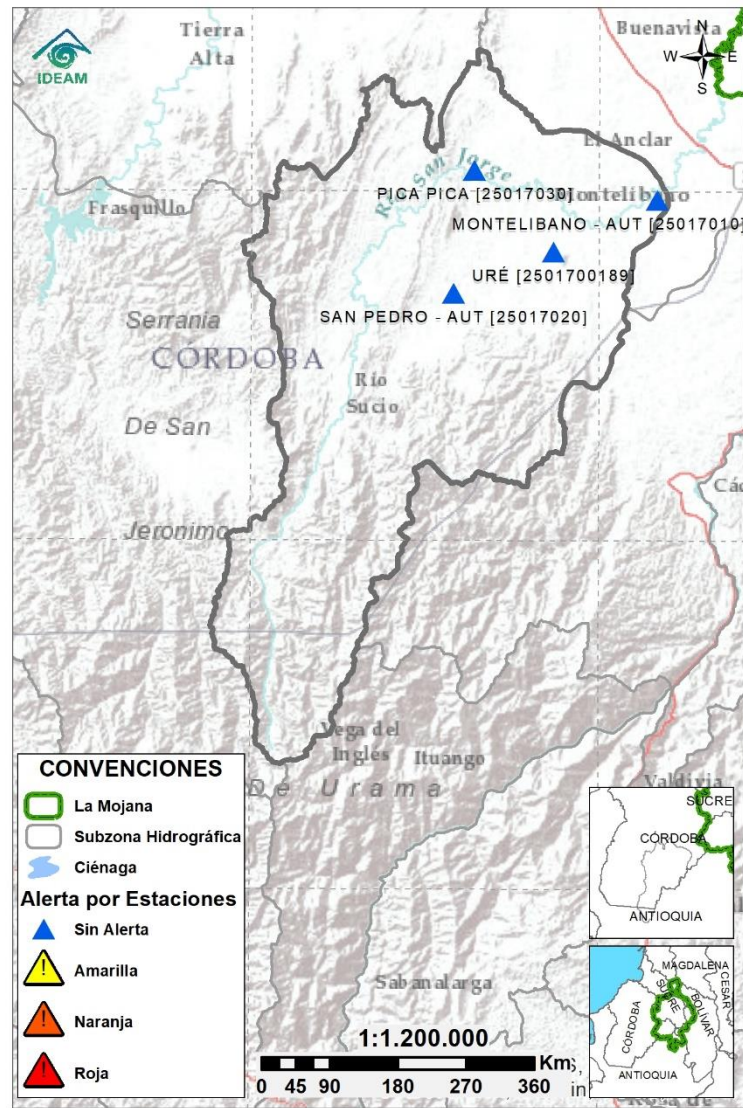 IDEAM
Tierra
Alta
Buenavista
N
W
E
S
El Anclar
Río San Jorge
PICA PICA [25017030]
Montelíbano
Frasquillo
MONTELIBANO - AUT [25017010]
URÉ [2501700189]
SAN PEDRO - AUT [25017020]
Serrania
CÓRDOBA
Río
Sucio
De San
Jeronimo
Vega del
Ingles
Ituango
De Urama
Valdivia
Sabanalarga
CONVENCIONES
La Mojana
Subzona Hidrográfica
Ciénaga
Alerta por Estaciones
Sin Alerta
Amarilla
Naranja
Roja
1:1.200.000
Km
0 45 90 180 270 360
SUCRE
CÓRDOBA
ANTIOQUIA
MAGDALENA
CESAR
SUCRE
BOLÍVAR
CÓRDOBA
ANTIOQUIA